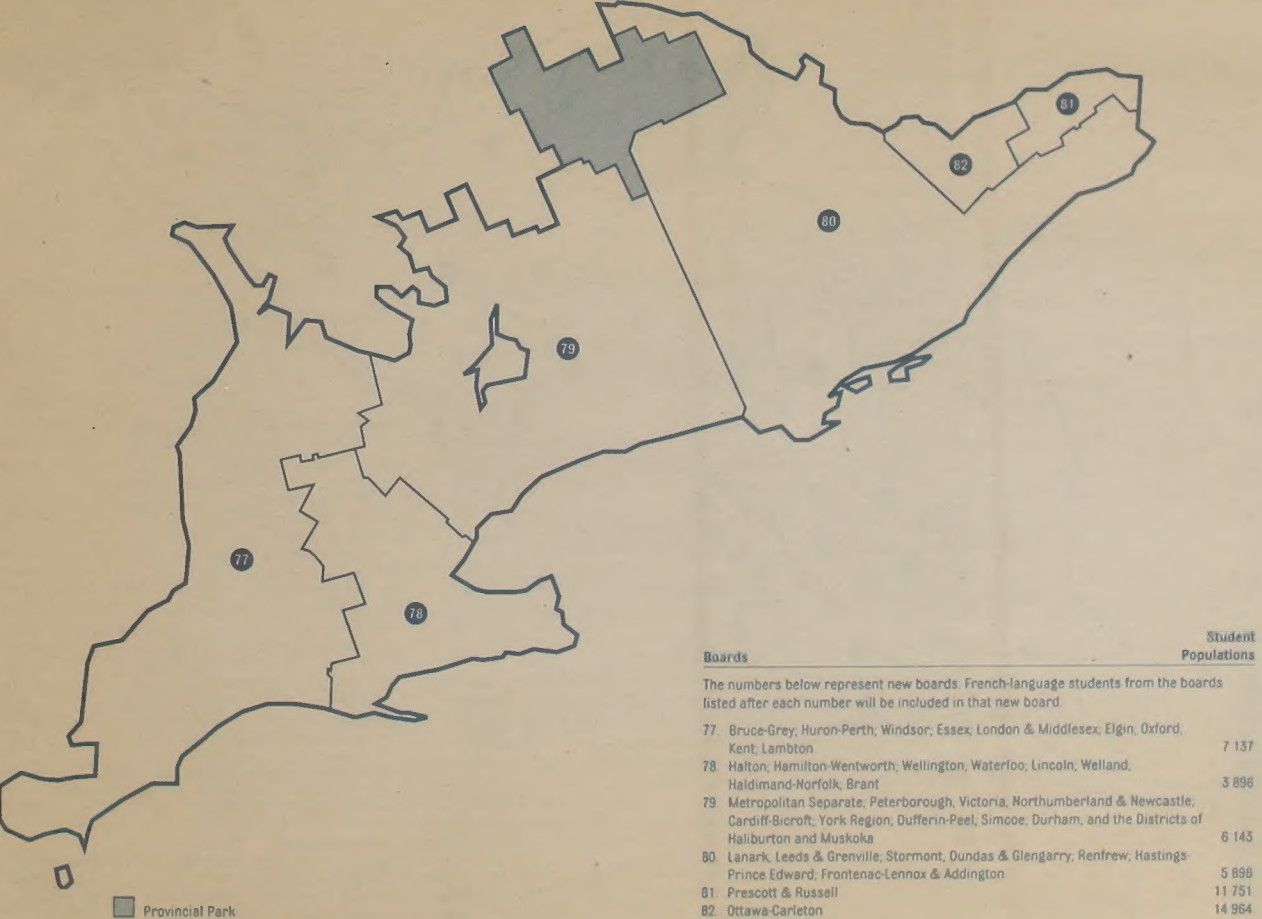 81
82
80
79
77
78
Student
Boards Populations
The numbers below represent new boards. French-language students from the boards
listed after each number will be included in that new board.
77. Bruce-Grey; Huron-Perth; Windsor; Essex; London & Middlesex; Elgin; Oxford;
Kent; Lambton 7 137
78. Halton; Hamilton-Wentworth; Wellington; Waterloo; Lincoln; Welland;
Haldimand-Norfolk; Brant 3 896
79. Metropolitan Separate; Peterborough, Victoria, Northumberland & Newcastle;
Cardiff-Bicroft; York Region; Dufferin-Peel; Simcoe; Durham, and the Districts of
Haliburton and Muskoka 6 143
80. Lanark, Leeds & Grenville; Stormont, Dundas & Glengarry; Renfrew; Hastings-
Prince Edward; Frontenac-Lennox & Addington 5 898
81. Prescott & Russell 11 751
82. Ottawa-Carleton 14 964
Provincial Park